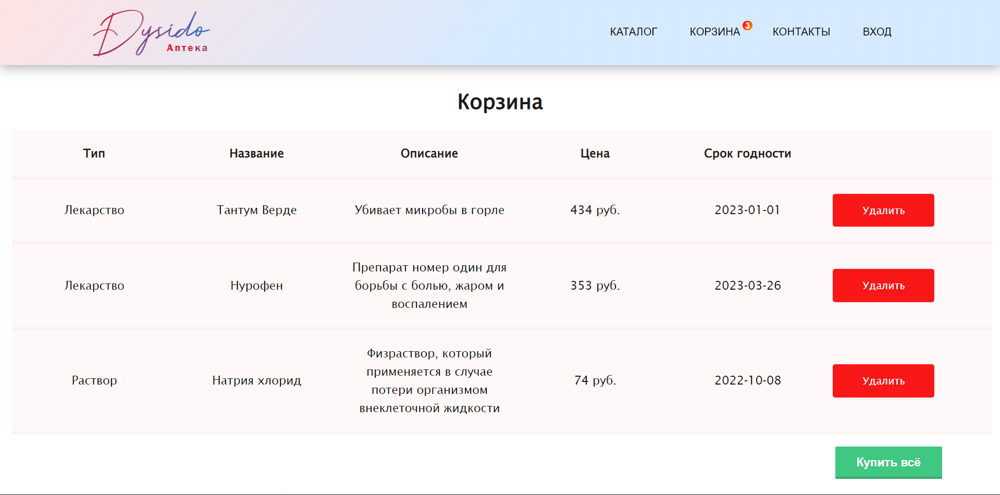 Dysido
Аптека
КАТАЛОГ
КОРЗИНА 3
КОНТАКТЫ
ВХОД
Корзина
Тип Название Описание Цена Срок годности
Лекарство Тантум Верде Убивает микробы в горле 434 руб. 2023-01-01 Удалить
Лекарство Нурофен Препарат номер один для
борьбы с болью, жаром и
воспалением 353 руб. 2023-03-26 Удалить
Раствор Натрия хлорид Физраствор, который
применяется в случае
потери организмом
внеклеточной жидкости 74 руб. 2022-10-08 Удалить
Купить всё